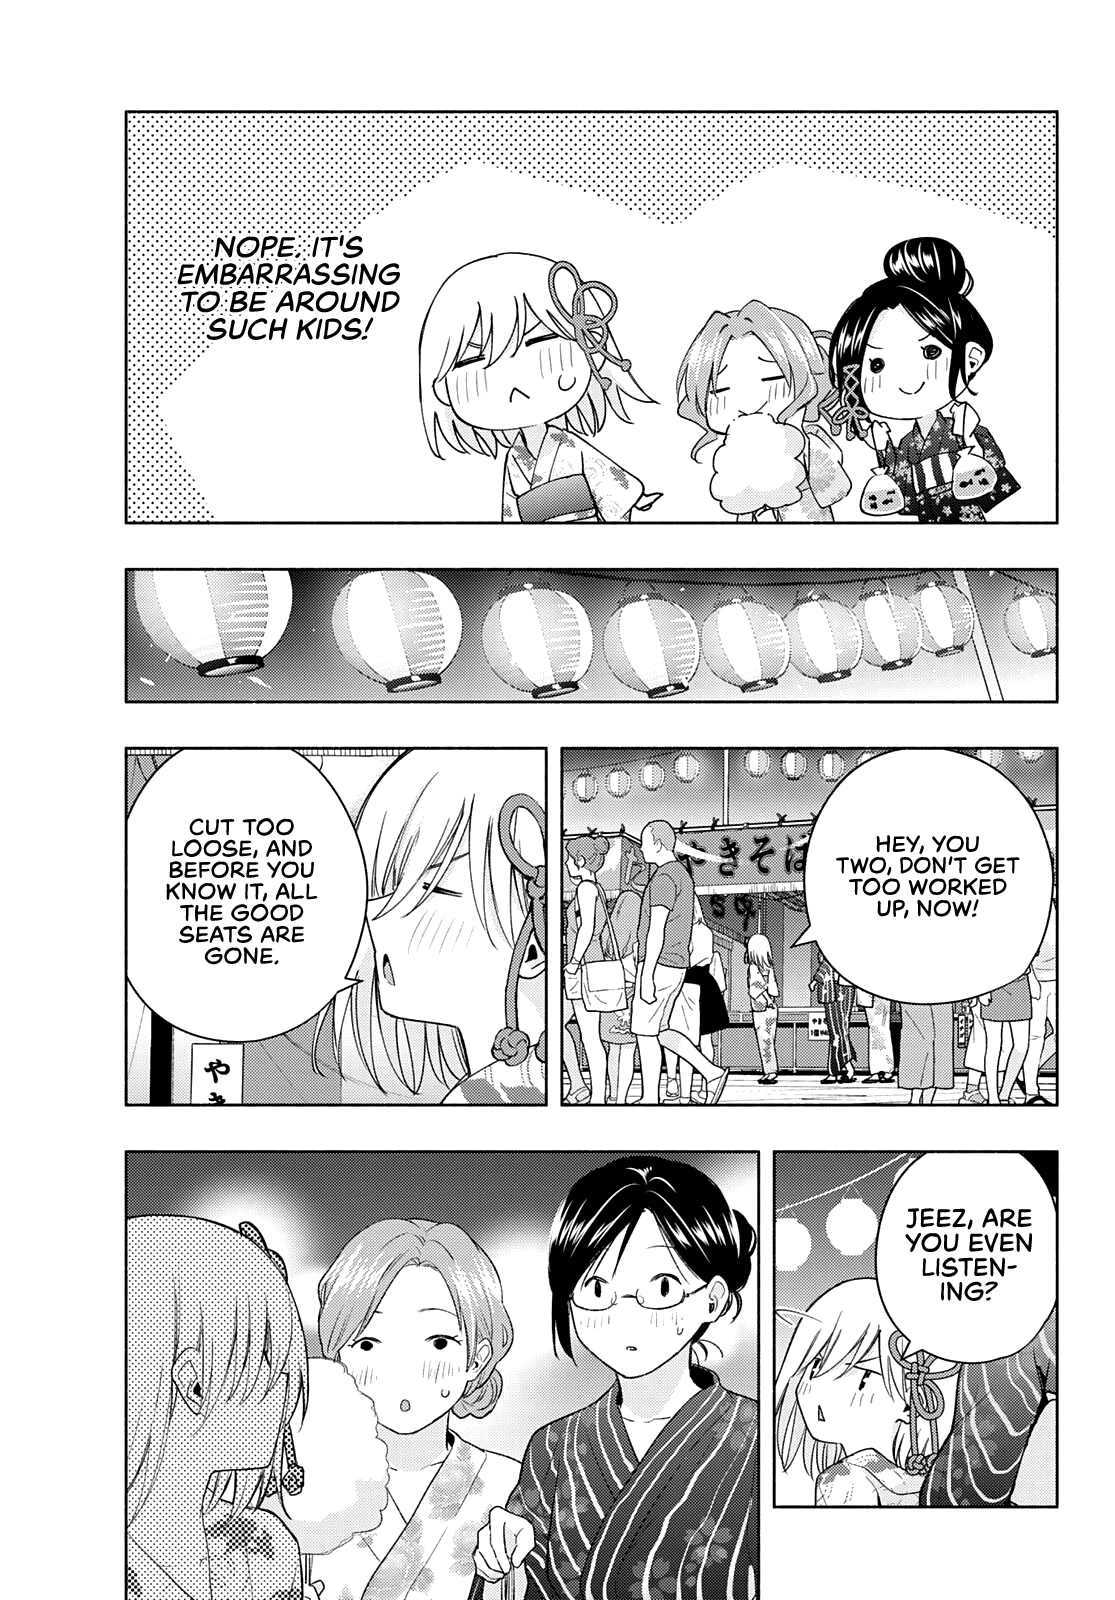 NOPE, IT'S
EMBARRASSING
TO BE AROUND
SUCH KIDS!
HEY, YOU
TWO, DON'T GET
TOO WORKED
UP, NOW!
やきそば
CUT TOO
LOOSE, AND
BEFORE YOU
KNOW IT, ALL
THE GOOD
SEATS ARE
GONE.
や
JEEZ, ARE
YOU EVEN
LISTEN-
ING?